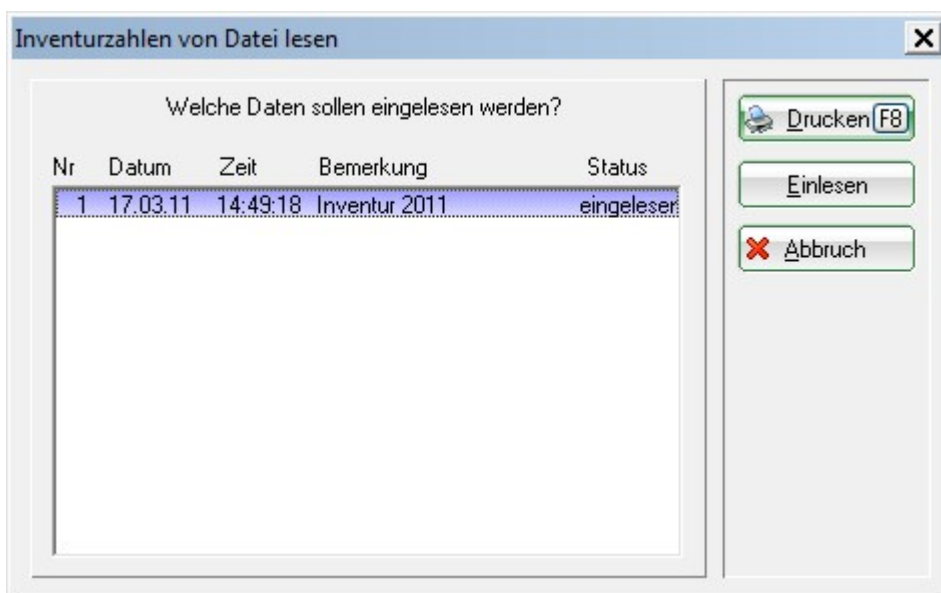 Inventurzahlen von Datei lesen
Welche Daten sollen eingelesen werden?
Nr Datum Zeit Bemerkung Status
1 17.03.11 14:49:18 Inventur 2011 eingeleser
Drucken F8
Einlesen
Abbruch